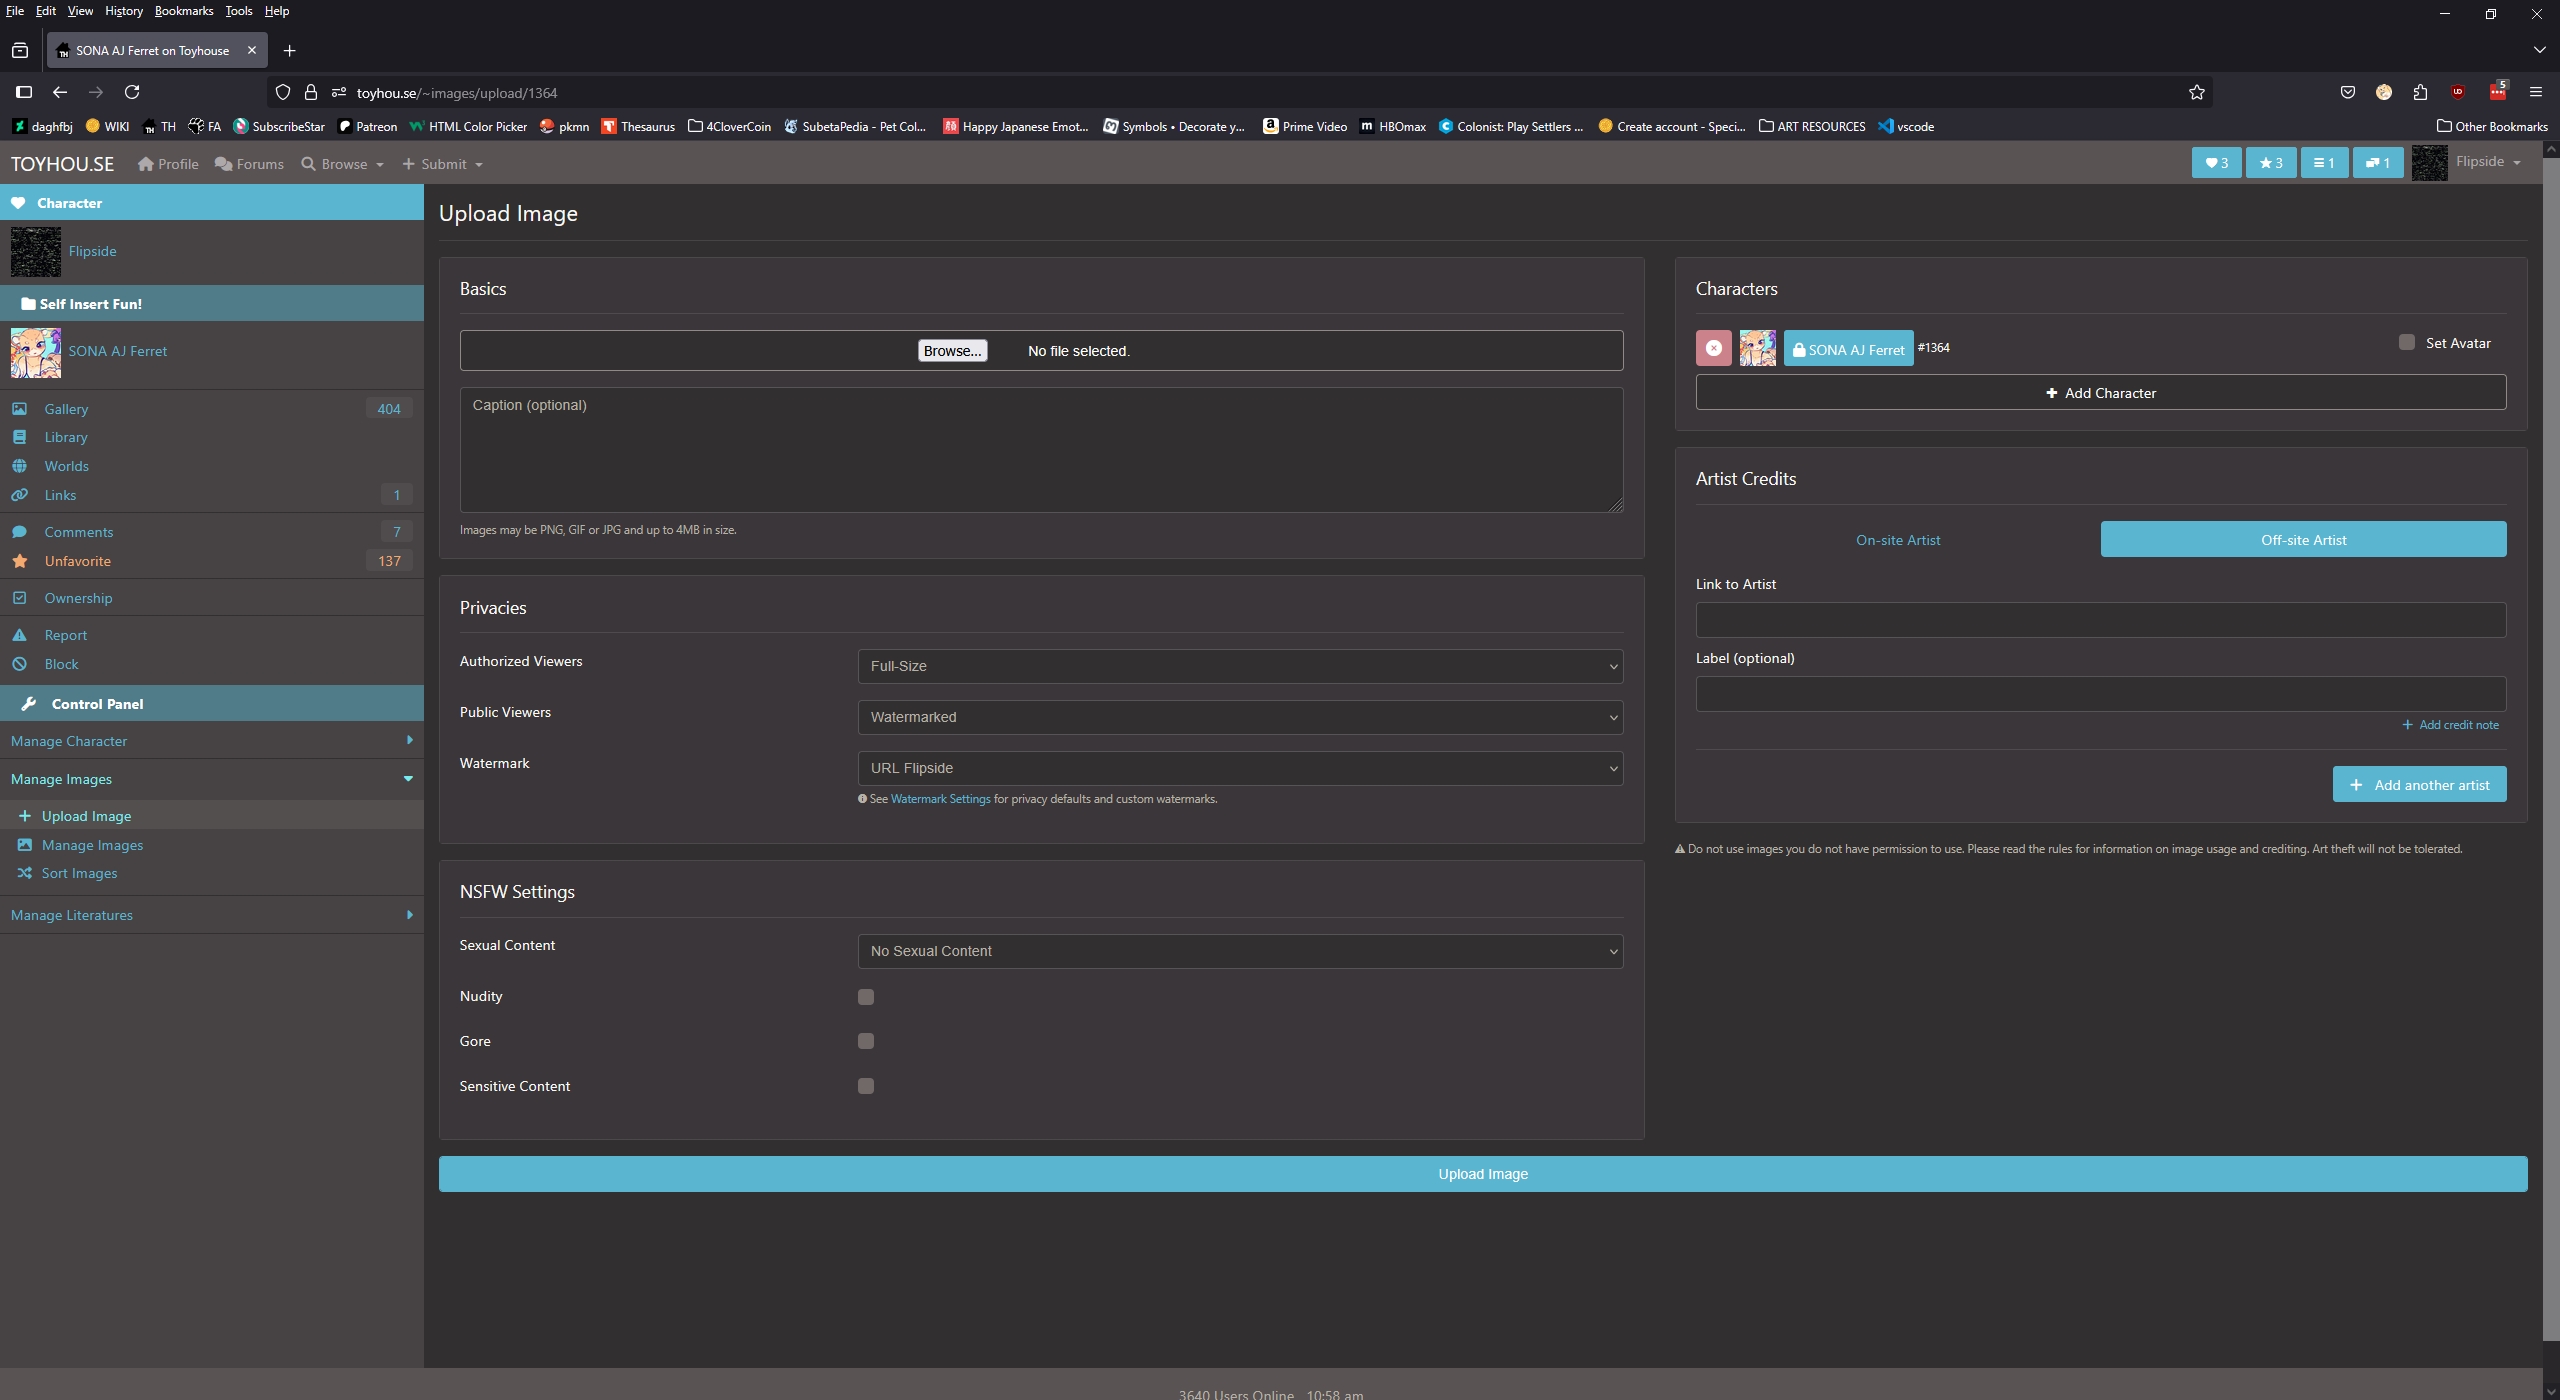 File Edit View History Bookmarks Tools Help
SONA AJ Ferret on Toyhouse
toyhou.se/~images/upload/1364
5
daghfbj WIKI TH FA SubscribeStar Patreon HTML Color Picker pkmn Thesaurus 4CloverCoin SubetaPedia - Pet Col... Happy Japanese Emot... Symbols • Decorate y... Prime Video HBOmax Colonist: Play Settlers ... Create account - Speci... ART RESOURCES vscode Other Bookmarks
TOYHOU.SE Profile Forums Browse Submit 3 3 1 1 Flipside
Character
Flipside
Self Insert Fun!
SONA AJ Ferret
Gallery 404
Library
Worlds
Links 1
Comments 7
Unfavorite 137
Ownership
Report
Block
Control Panel
Manage Character
Manage Images
Upload Image
Manage Images
Sort Images
Manage Literatures
Upload Image
Basics
Browse... No file selected.
Caption (optional)
Images may be PNG, GIF or JPG and up to 4MB in size.
Privacies
Authorized Viewers Full-Size
Public Viewers Watermarked
Watermark URL Flipside
See Watermark Settings for privacy defaults and custom watermarks.
NSFW Settings
Sexual Content No Sexual Content
Nudity
Gore
Sensitive Content
Characters
SONA AJ Ferret #1364 Set Avatar
Add Character
Artist Credits
On-site Artist Off-site Artist
Link to Artist
Label (optional)
Add credit note
Add another artist
Do not use images you do not have permission to use. Please read the rules for information on image usage and crediting. Art theft will not be tolerated.
Upload Image
3640 Users Online 10:58 am